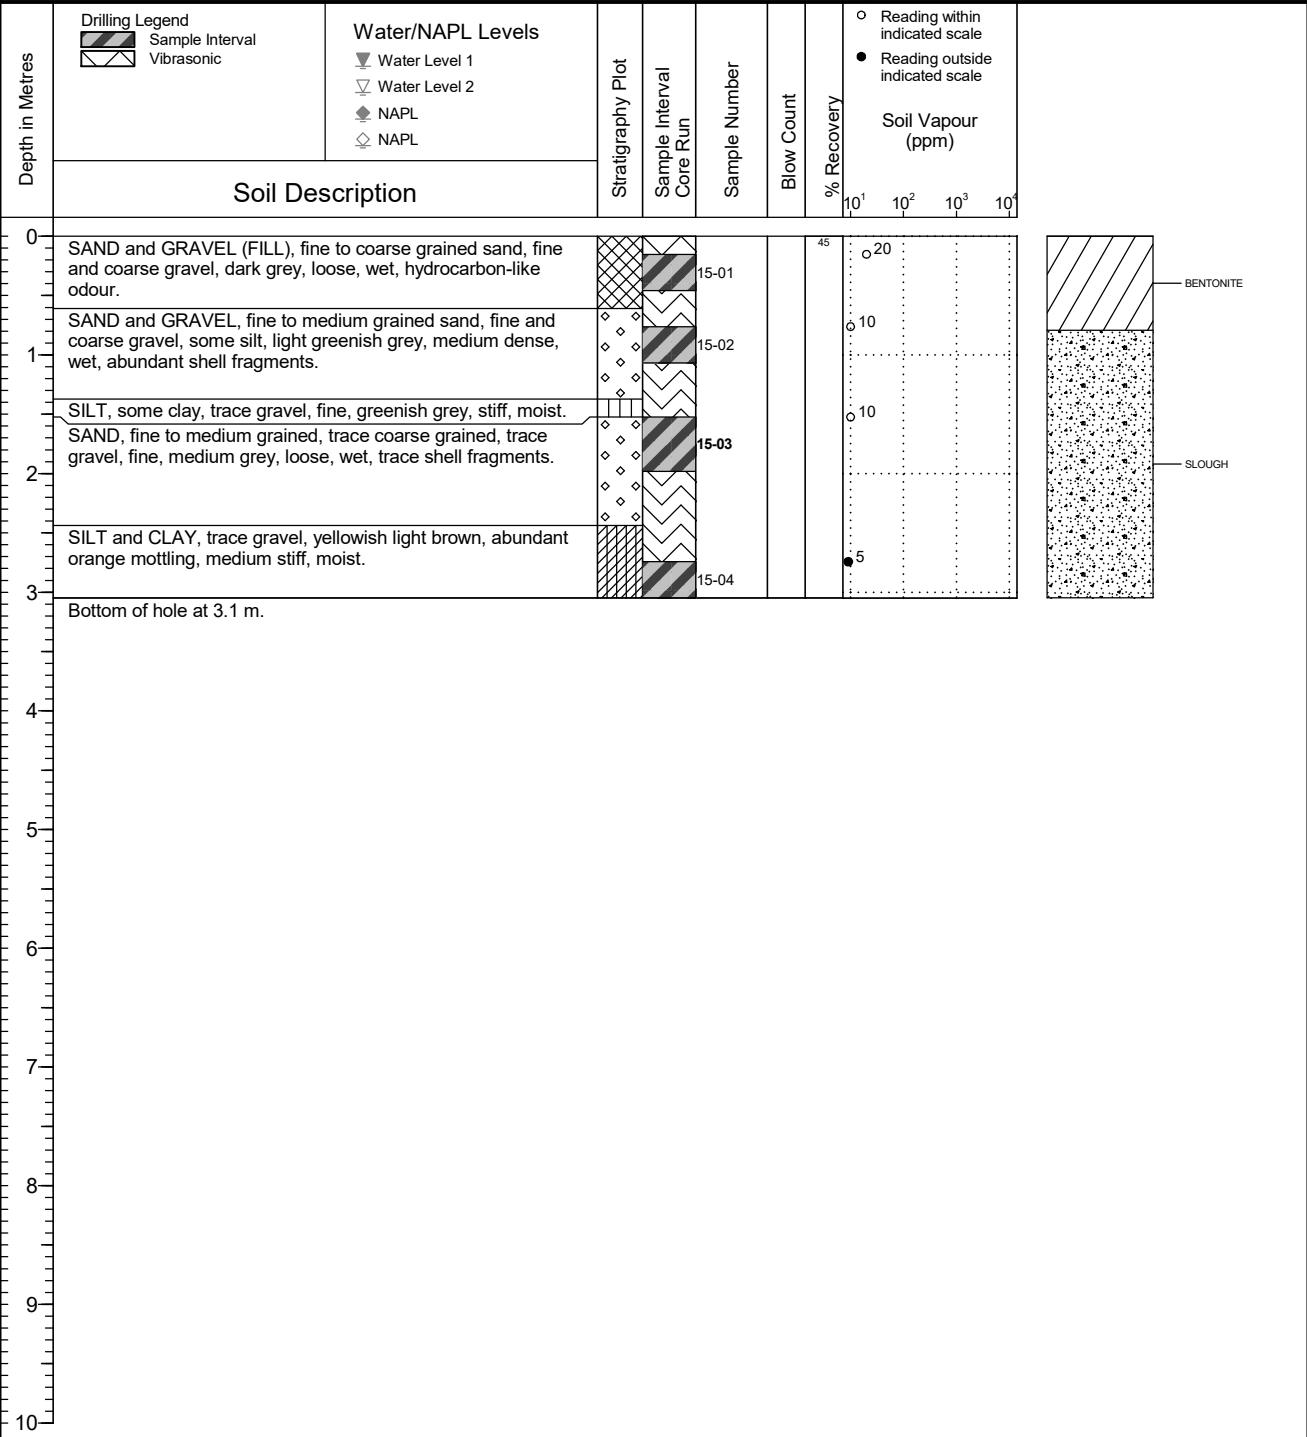 Depth in Metres
Drilling Legend
Sample Interval
Vibrasonic
Water/NAPL Levels
Water Level 1
Water Level 2
NAPL
NAPL
Soil Description
Stratigraphy Plot
Sample Interval
Core Run
Sample Number
Blow Count
% Recovery
Reading within
indicated scale
Reading outside
indicated scale
Soil Vapour
(ppm)
10¹ 10² 10³ 10⁴
0
SAND and GRAVEL (FILL), fine to coarse grained sand, fine
and coarse gravel, dark grey, loose, wet, hydrocarbon-like
odour.
15-01
45
20
BENTONITE
SAND and GRAVEL, fine to medium grained sand, fine and
coarse gravel, some silt, light greenish grey, medium dense,
wet, abundant shell fragments.
15-02
10
1
SILT, some clay, trace gravel, fine, greenish grey, stiff, moist.
10
SAND, fine to medium grained, trace coarse grained, trace
gravel, fine, medium grey, loose, wet, trace shell fragments.
15-03
SLOUGH
2
SILT and CLAY, trace gravel, yellowish light brown, abundant
orange mottling, medium stiff, moist.
5
15-04
3
Bottom of hole at 3.1 m.
4
5
6
7
8
9
10